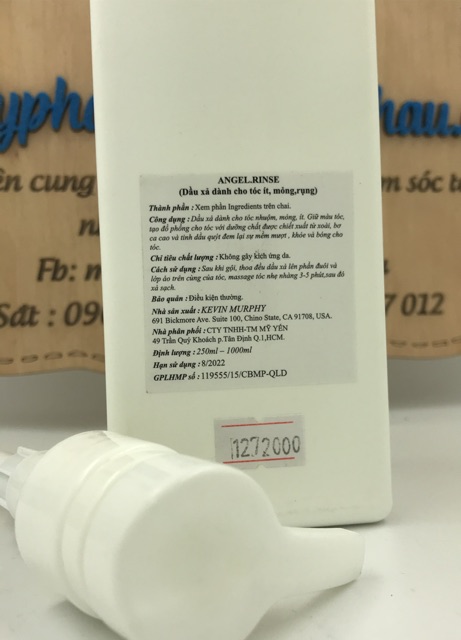 ypha
hau.
ên cung
m sóc t
Fb: m
Sđt : 09
7 012
ANGEL.RINSE
(Dầu xả dành cho tóc ít, mỏng,rụng)
Thành phần : Xem phần Ingredients trên chai.
Công dụng : Dầu xả dành cho tóc nhuộm, mỏng, ít. Giữ màu tóc,
tạo độ phồng cho tóc với dưỡng chất được chiết xuất từ xoài, bơ
ca cao và tinh dầu quýt đem lại sự mềm mượt , khỏe và bóng cho
tóc.
Chỉ tiêu chất lượng : Không gây kích ứng da.
Cách sử dụng : Sau khi gội, thoa đều dầu xả lên phần đuôi và
lớp áo trên cùng của tóc, massage tóc nhẹ nhàng 3-5 phút,sau đó
xả sạch.
Bảo quản : Điều kiện thường.
Nhà sản xuất : KEVIN MURPHY
691 Bickmore Ave. Suite 100, Chino State, CA 91708, USA.
Nhà phân phối : CTY TNHH-TM MỸ YẾN
49 Trần Quý Khoách p.Tân Định Q.1,HCM.
Định lượng : 250ml – 1000ml
Hạn sử dụng : 8/2022
GPLHMP số : 119555/15/CBMP-QLD
1272000